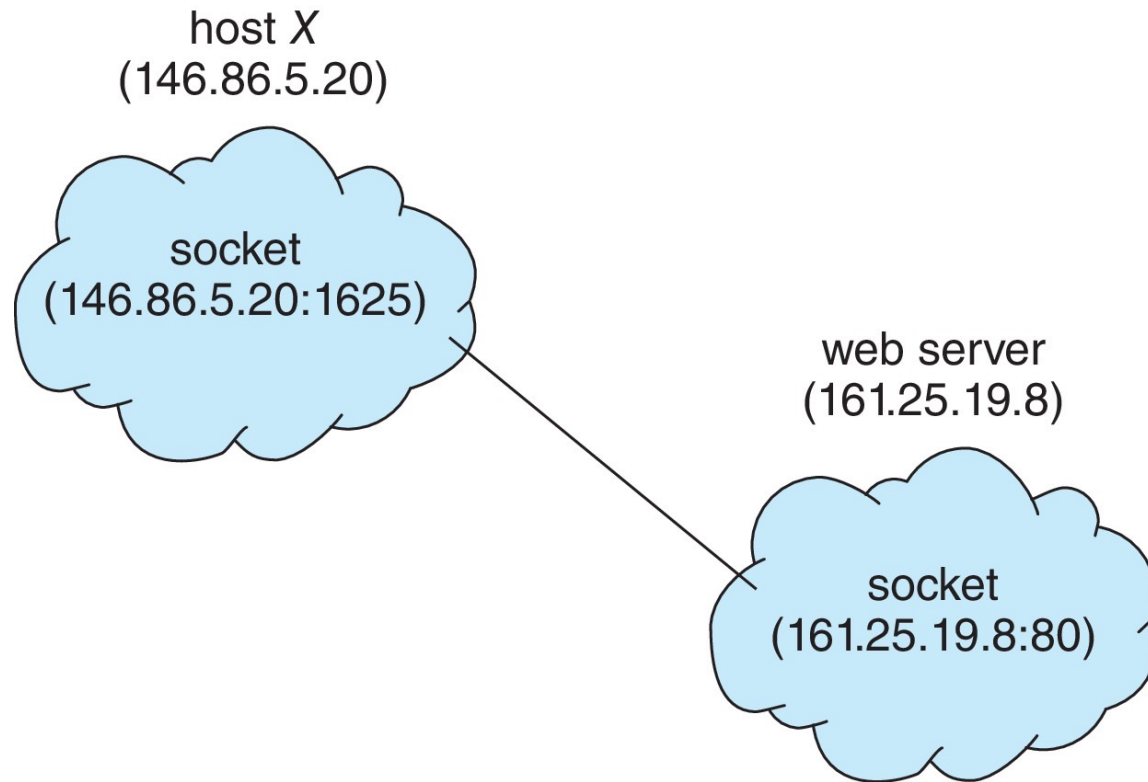 host X
(146.86.5.20)
socket
(146.86.5.20:1625)
web server
(161.25.19.8)
socket
(161.25.19.8:80)